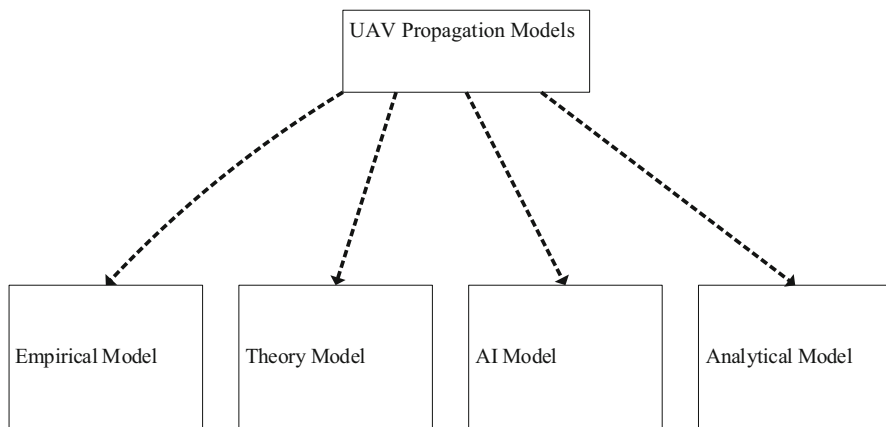 UAV Propagation Models
Empirical Model
Theory Model
AI Model
Analytical Model